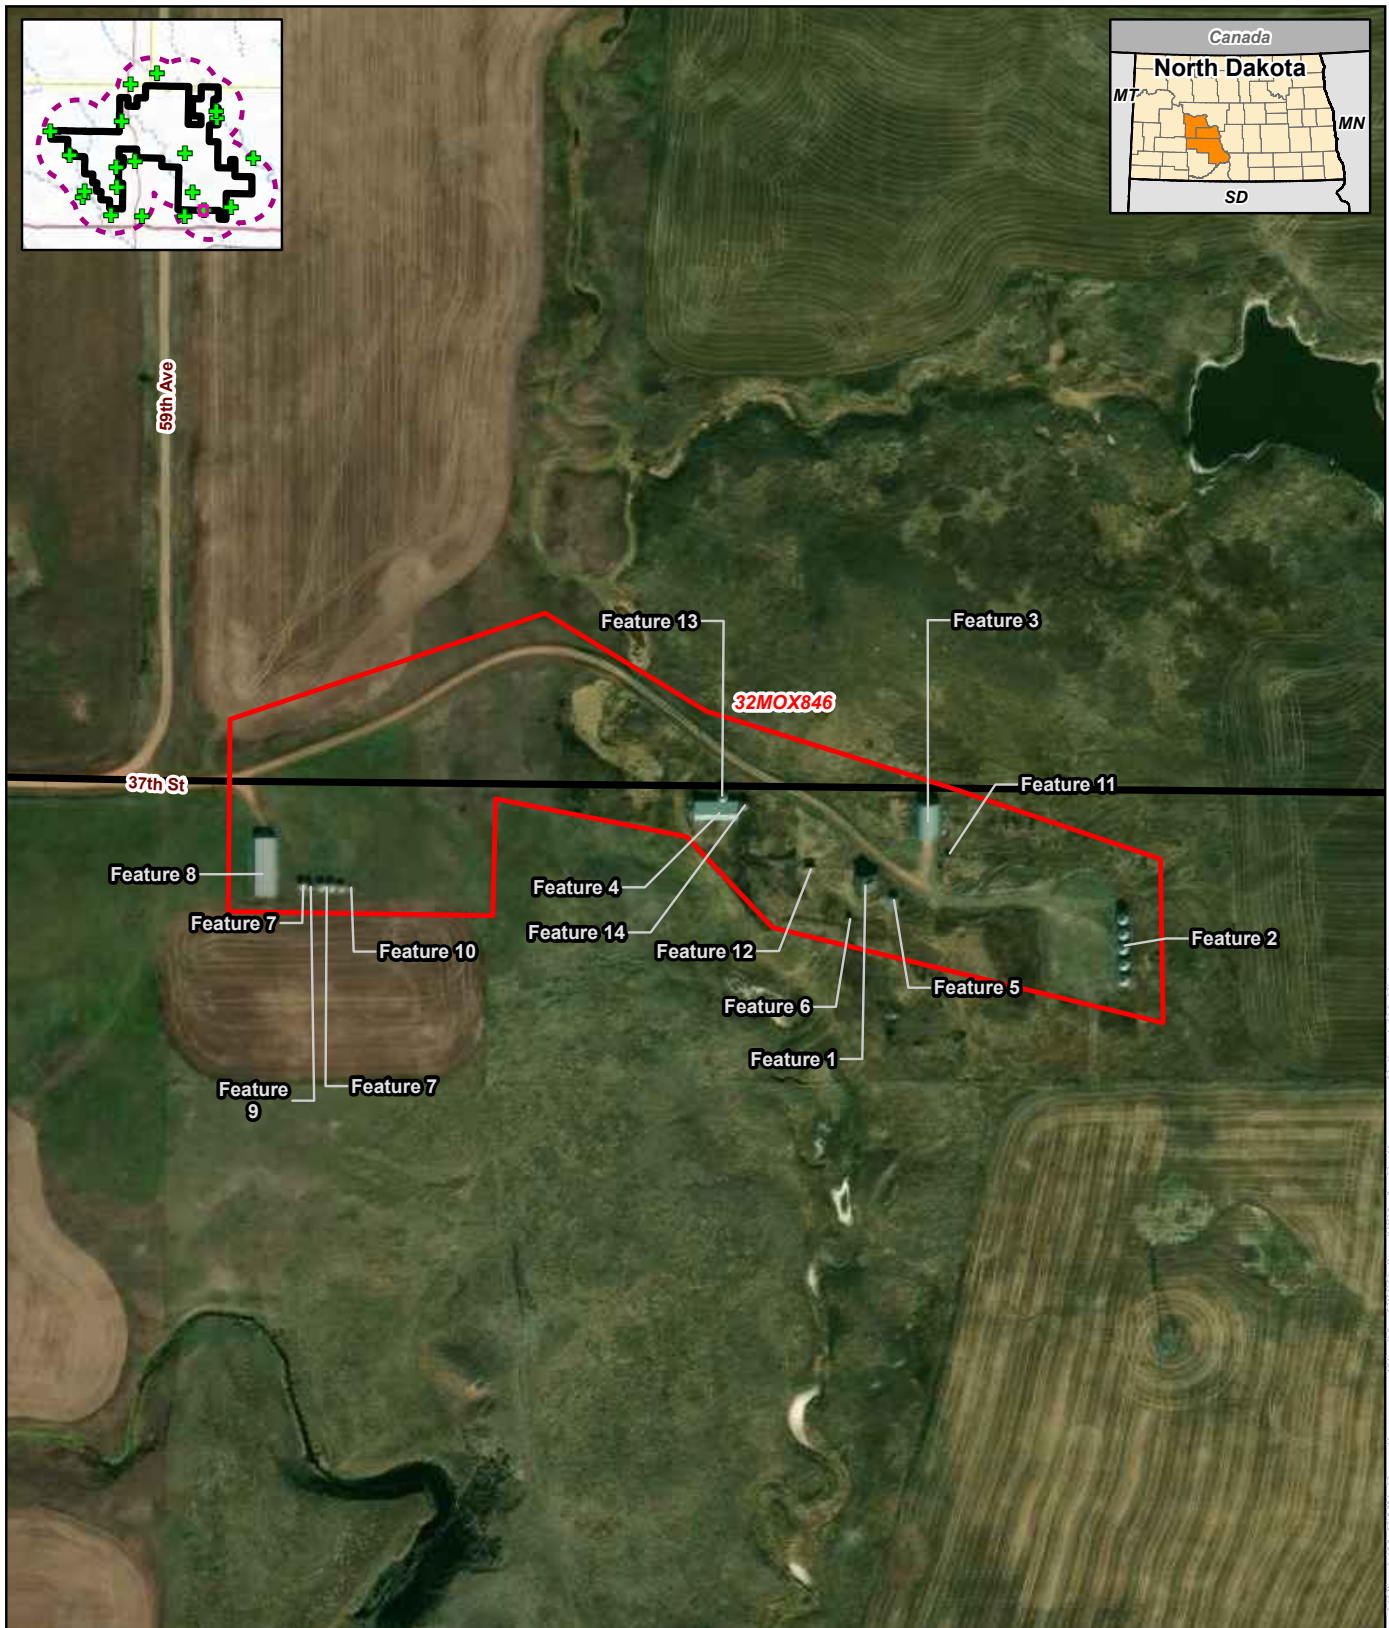 Canada
North Dakota
MT
MN
SD
59th Ave
Feature 13
Feature 3
32MOX846
37th St
Feature 11
Feature 8
Feature 4
Feature 7
Feature 14
Feature 2
Feature 10
Feature 12
Feature 5
Feature 6
Feature 1
Feature 7
Feature
9